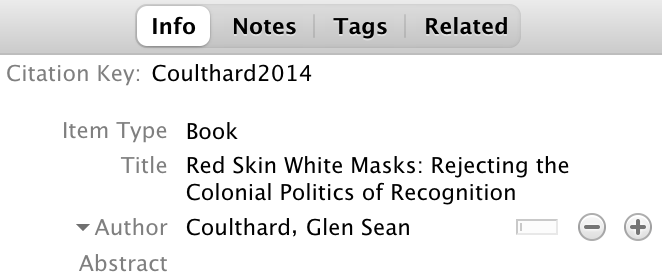 Info Notes Tags Related
Citation Key: Coulthard2014
Item Type Book
Title Red Skin White Masks: Rejecting the
Colonial Politics of Recognition
Author Coulthard, Glen Sean
Abstract